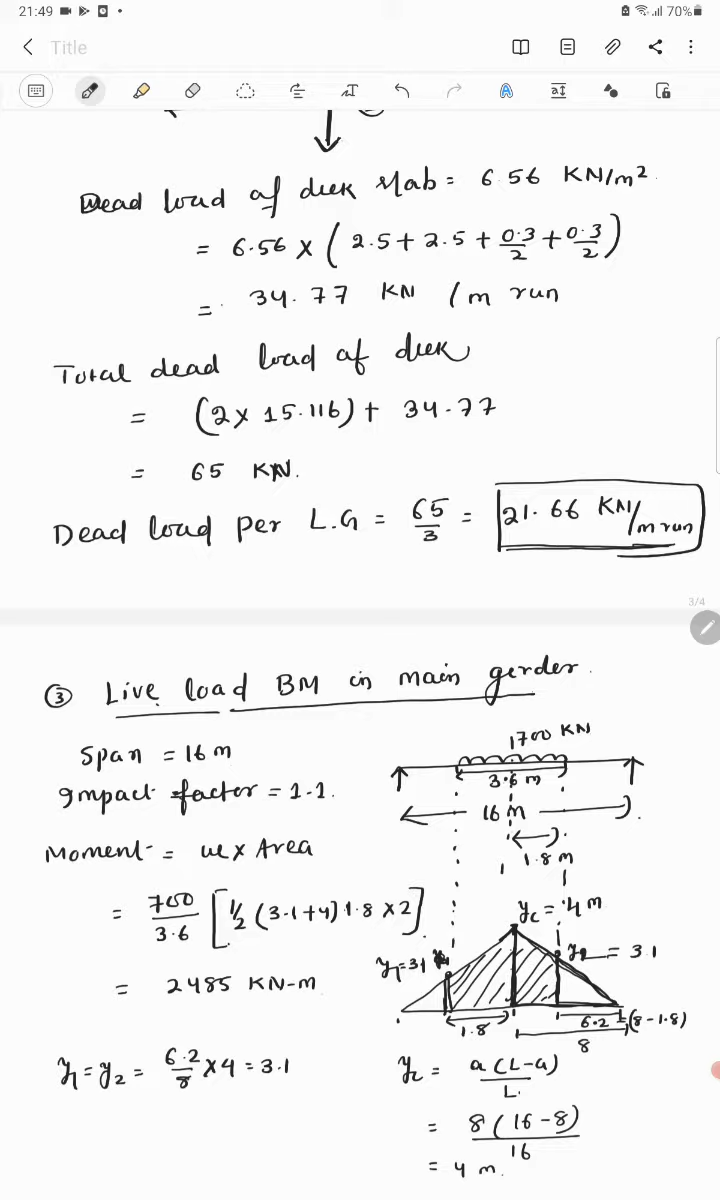 21:49 70%
Title
Dead load of deck slab = 6.56 KN/m²
= 6.56 × ( 2.5 + 2.5 + 0.3/2 + 0.3/2 )
= 34.77 KN /m run
Total dead load of deck
= (2 × 15.116) + 34.77
= 65 KN.
Dead load per L.G = 65/3 = 21.66 KN/m run
3/4
③ Live load BM in main gerder.
Span = 16 m
Impact factor = 1.1.
Moment = ul × Area
= 700/3.6 [ 1/2 (3.1+4) 1.8 × 2 ]
= 2485 KN-m
y₁ = y₂ = 6.2/8 × 4 = 3.1
1700 KN
3.6 m
16 m
1.8 m
yc = 4 m
y₁ = 3.1
y₂ = 3.1
1.8
6.2 (8 - 1.8)
8
yc = a(L-a)/L
= 8(16-8)/16
= 4 m.